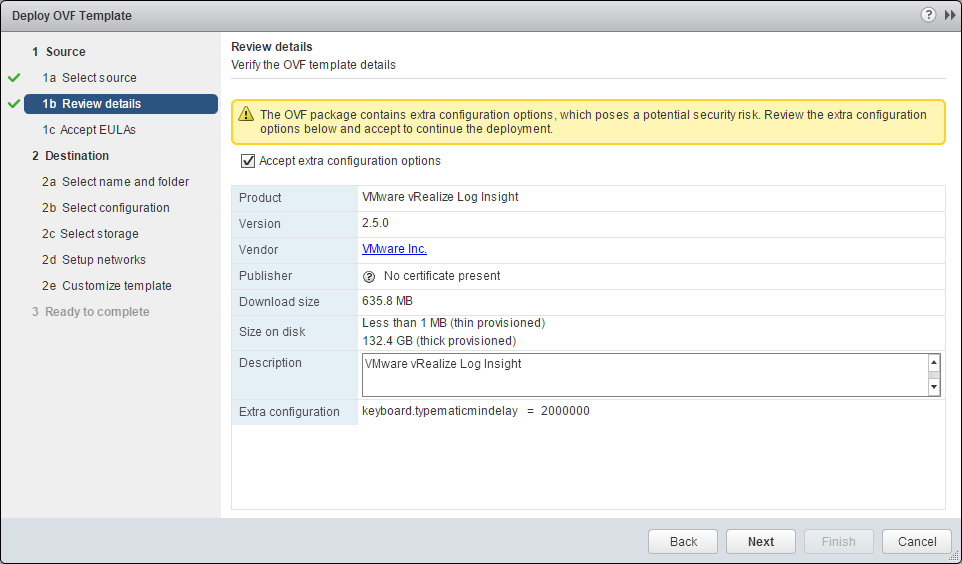 Deploy OVF Template
1 Source
1a Select source
1b Review details
1c Accept EULAs
2 Destination
2a Select name and folder
2b Select configuration
2c Select storage
2d Setup networks
2e Customize template
3 Ready to complete
Review details
Verify the OVF template details
The OVF package contains extra configuration options, which poses a potential security risk. Review the extra configuration
options below and accept to continue the deployment.
Accept extra configuration options
Product VMware vRealize Log Insight
Version 2.5.0
Vendor VMware Inc.
Publisher ? No certificate present
Download size 635.8 MB
Size on disk Less than 1 MB (thin provisioned)
132.4 GB (thick provisioned)
Description VMware vRealize Log Insight
Extra configuration keyboard.typematicmindelay = 2000000
Back Next Finish Cancel